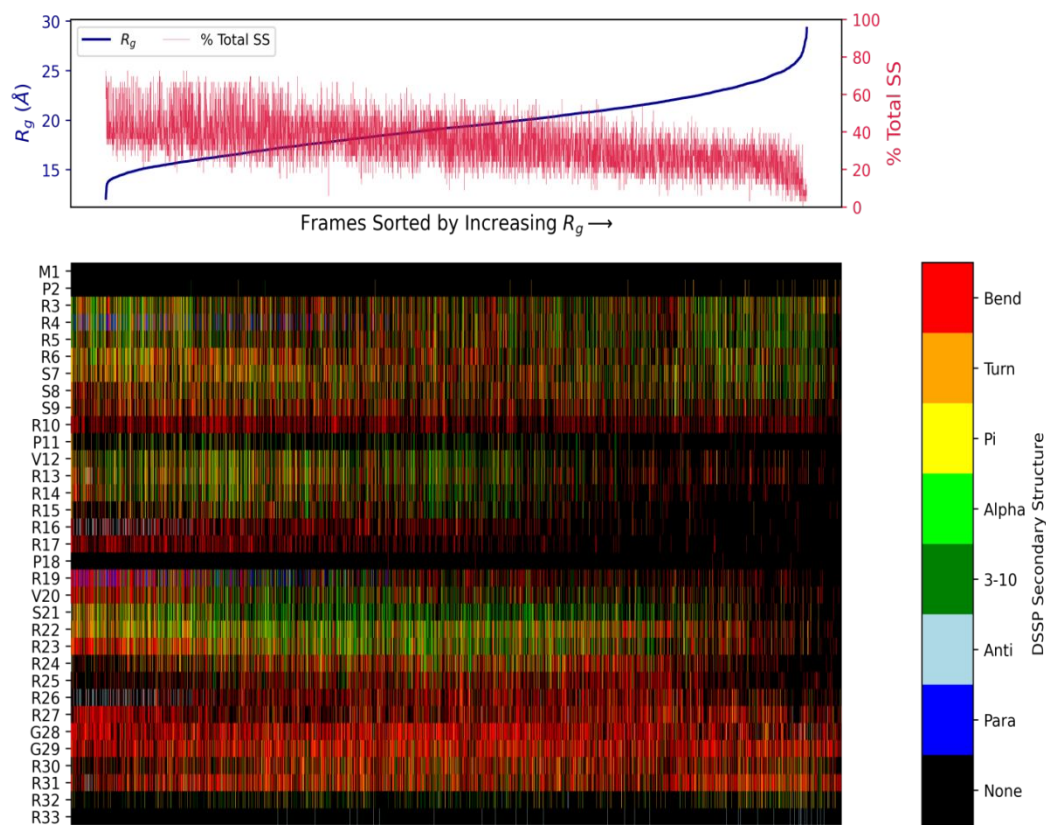 30
25
20
15
R_g (Å)
R_g
% Total SS
100
80
60
40
20
0
% Total SS
Frames Sorted by Increasing R_g →
M1
P2
R3
R4
R5
R6
S7
S8
S9
R10
P11
V12
R13
R14
R15
R16
R17
P18
R19
V20
S21
R22
R23
R24
R25
R26
R27
G28
G29
R30
R31
R32
R33
Bend
Turn
Pi
Alpha
3-10
Anti
Para
None
DSSP Secondary Structure